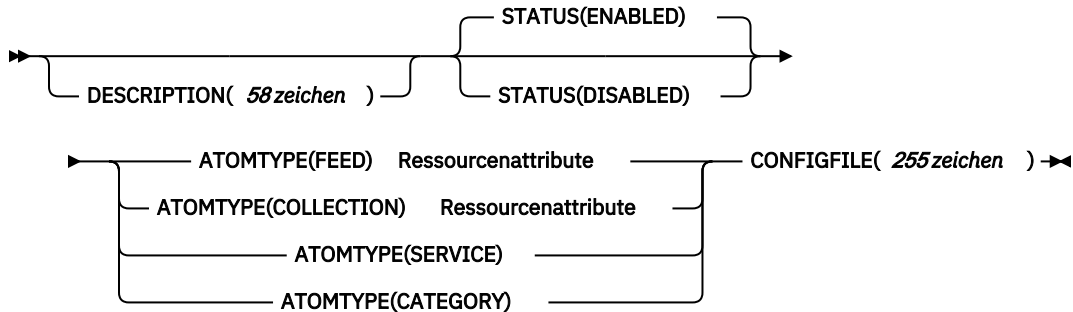 STATUS(ENABLED)
DESCRIPTION( 58 zeichen )
STATUS(DISABLED)
ATOMTYPE(FEED) Ressourcenattribute
CONFIGFILE( 255 zeichen )
ATOMTYPE(COLLECTION) Ressourcenattribute
ATOMTYPE(SERVICE)
ATOMTYPE(CATEGORY)